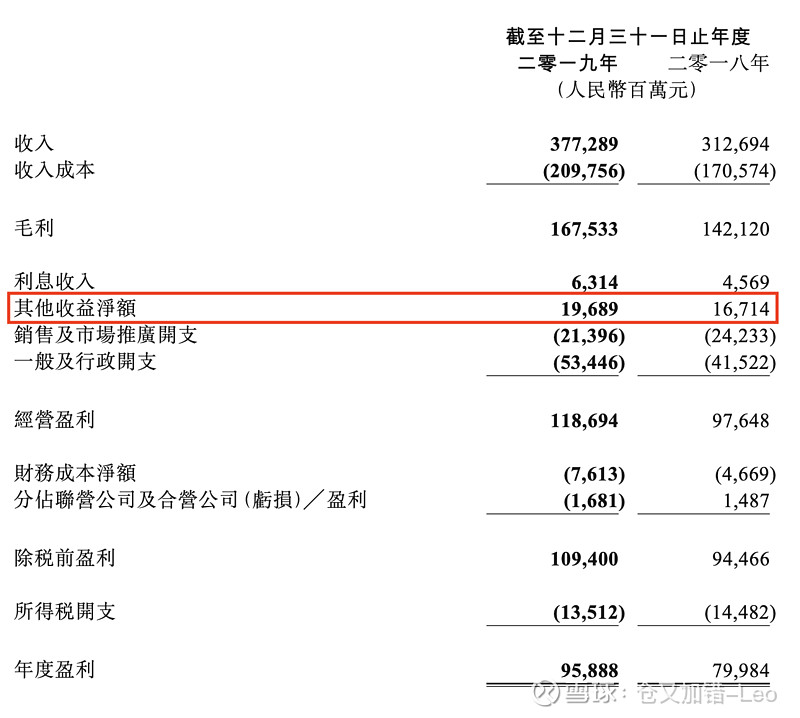 截至十二月三十一日止年度
二零一九年 二零一八年
（人民幣百萬元）
收入 377,289 312,694
收入成本 (209,756) (170,574)
毛利 167,533 142,120
利息收入 6,314 4,569
其他收益淨額 19,689 16,714
銷售及市場推廣開支 (21,396) (24,233)
一般及行政開支 (53,446) (41,522)
經營盈利 118,694 97,648
財務成本淨額 (7,613) (4,669)
分佔聯營公司及合營公司（虧損）／盈利 (1,681) 1,487
除稅前盈利 109,400 94,466
所得稅開支 (13,512) (14,482)
年度盈利 95,888 79,984
雪球：仓又加错-Leo